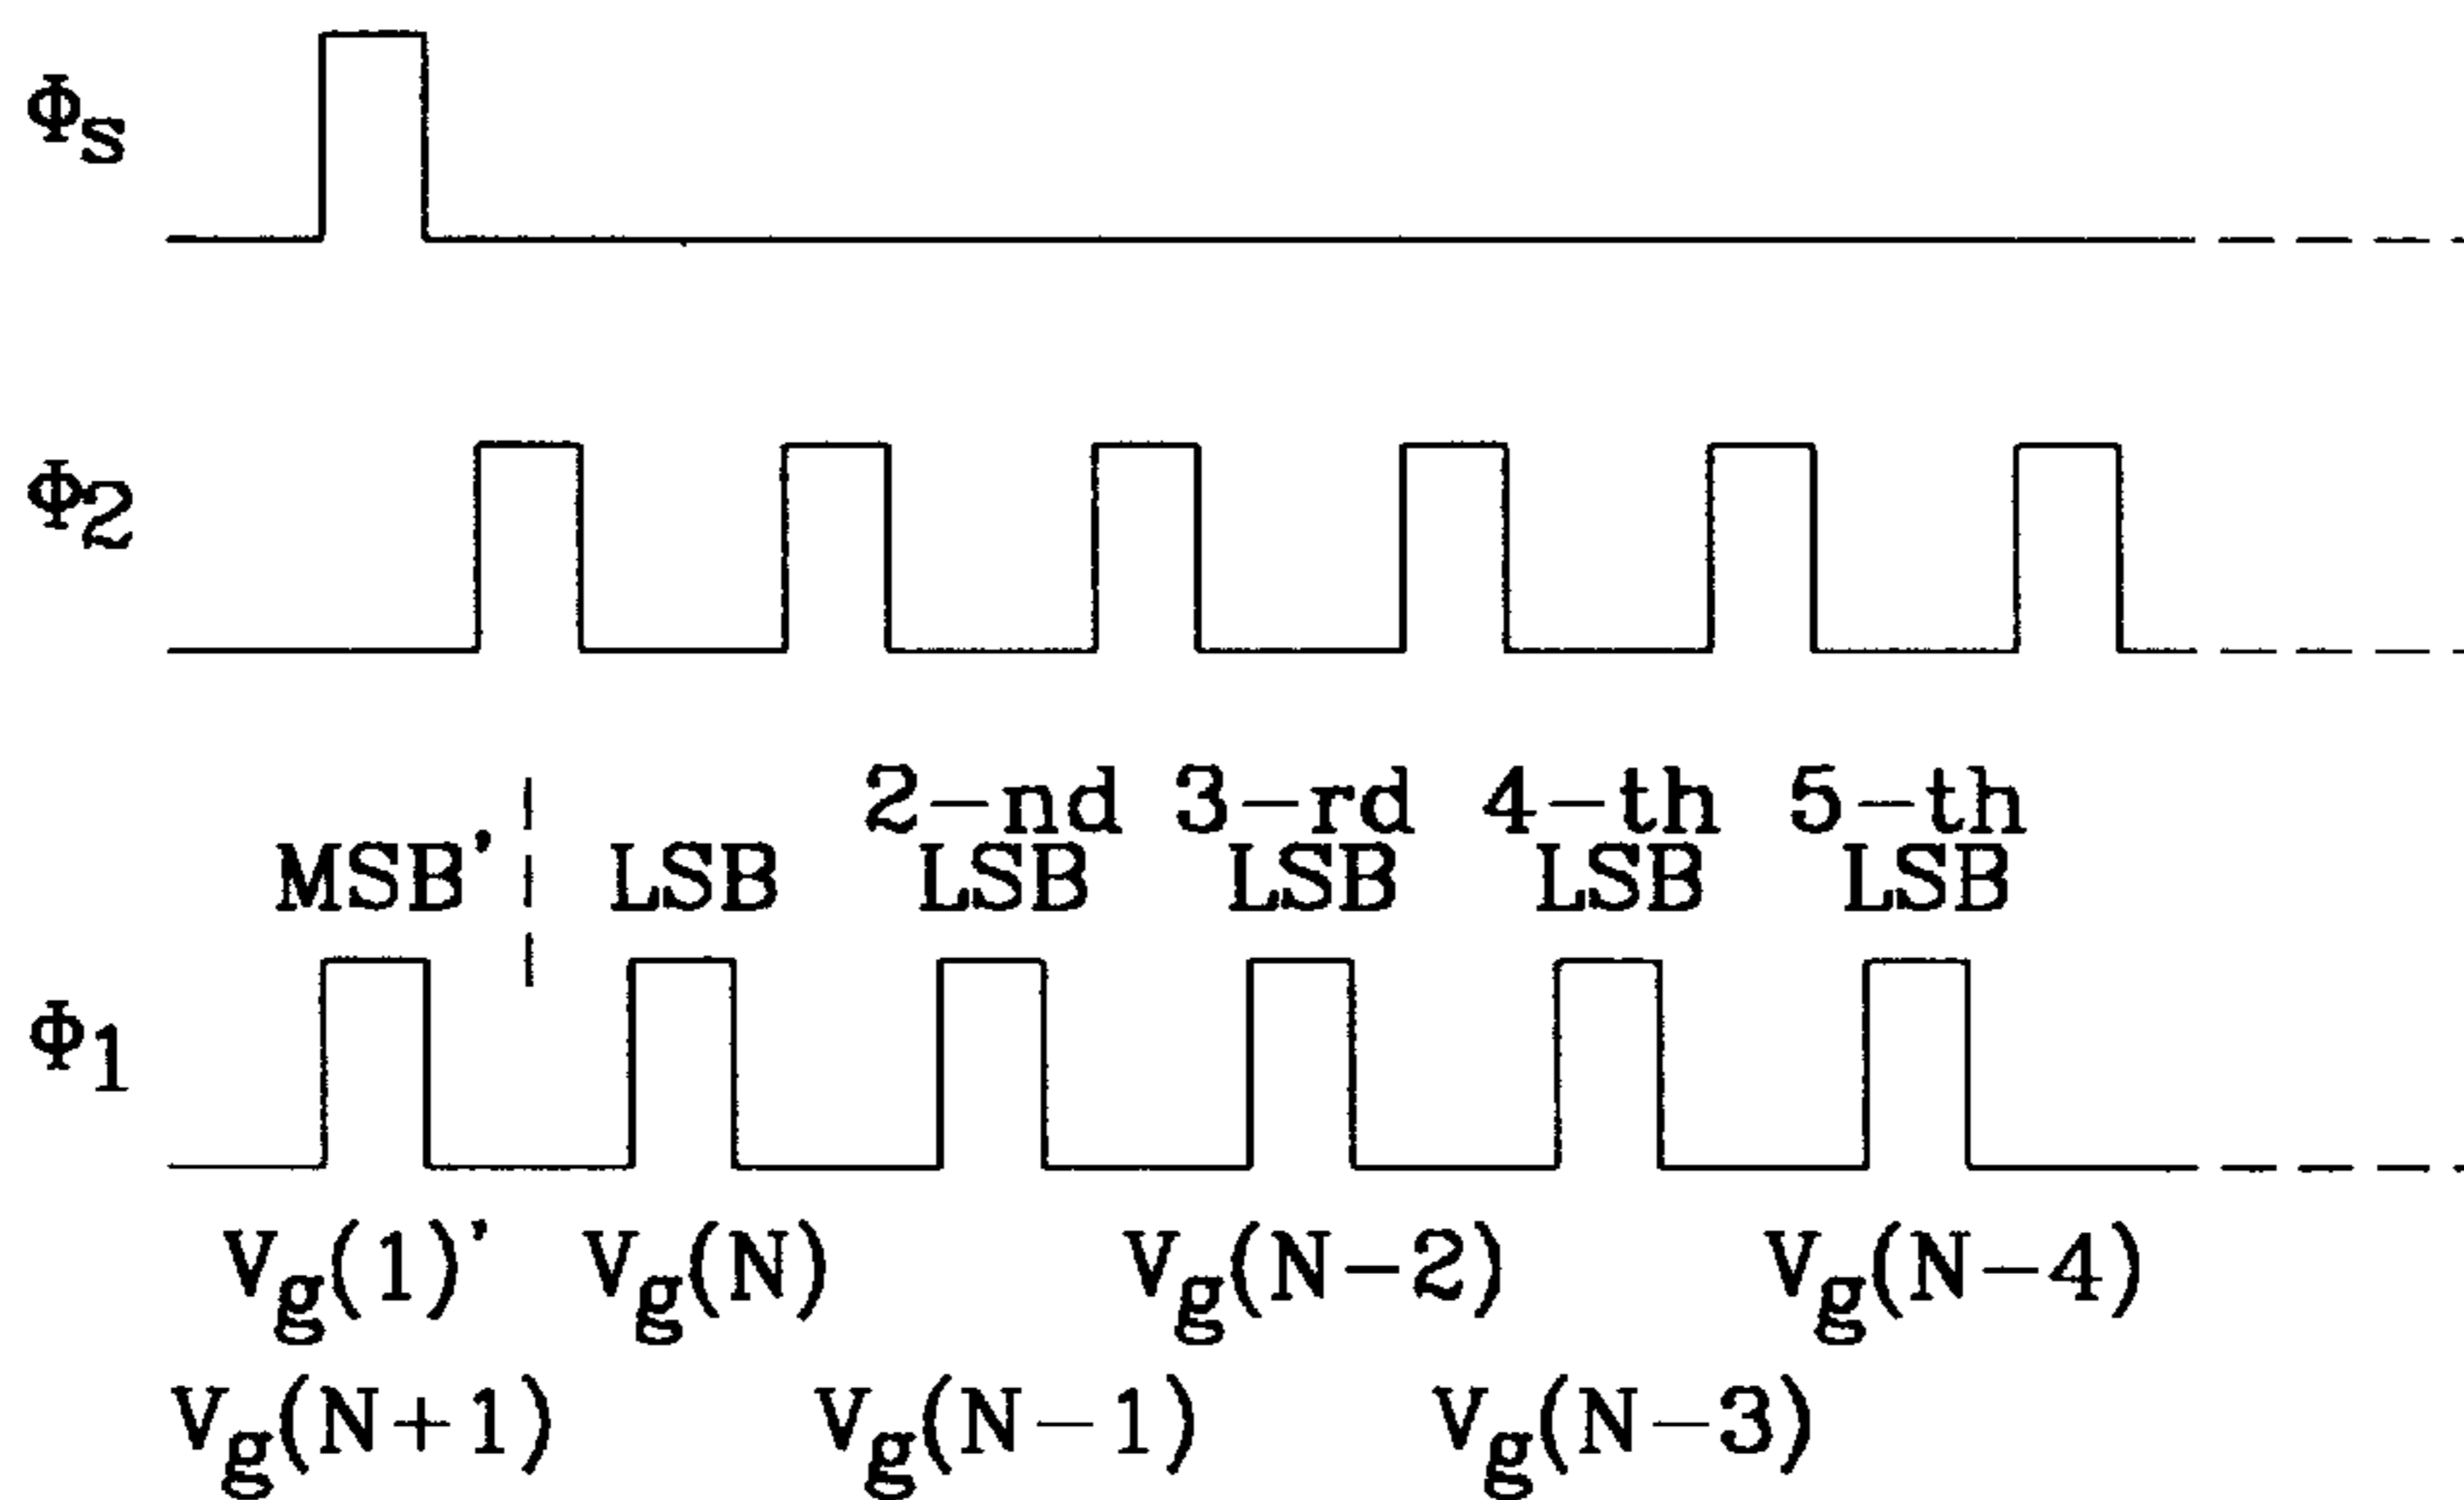 Φs
Φ2
2-nd 3-rd 4-th 5-th
MSB' LSB LSB LSB LSB LSB
Φ1
Vg(1)' Vg(N) Vg(N-2) Vg(N-4)
Vg(N+1) Vg(N-1) Vg(N-3)